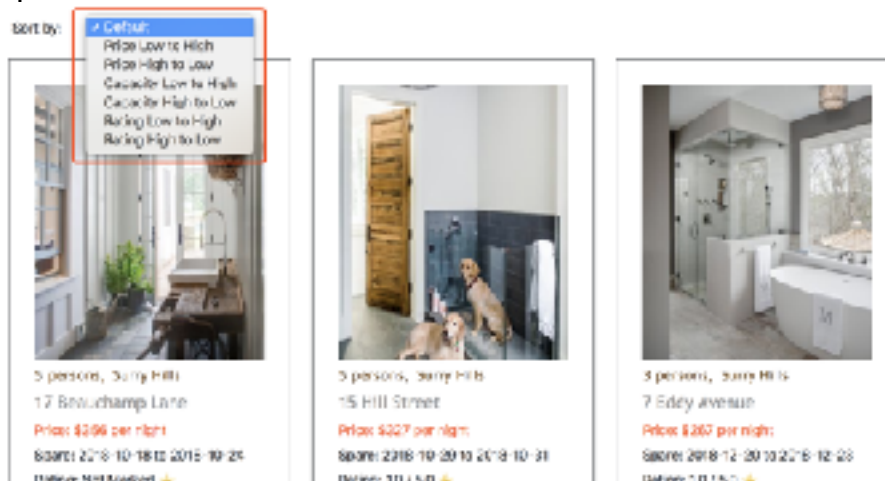 Sort by:
✓ Default
Price Low to High
Price High to Low
Capacity Low to High
Capacity High to Low
Rating Low to High
Rating High to Low
5 persons, Surry Hills
17 Beauchamp Lane
Price: per night
Spare: 2018-10-18 to 2018-10-24
5 persons, Surry Hills
15 Hill Street
Price: $327 per night
Spare: 2018-10-20 to 2018-10-31
3 persons, Surry Hills
7 Eddy avenue
Price: $267 per night
Spare: 2018-12-20 to 2018-12-28